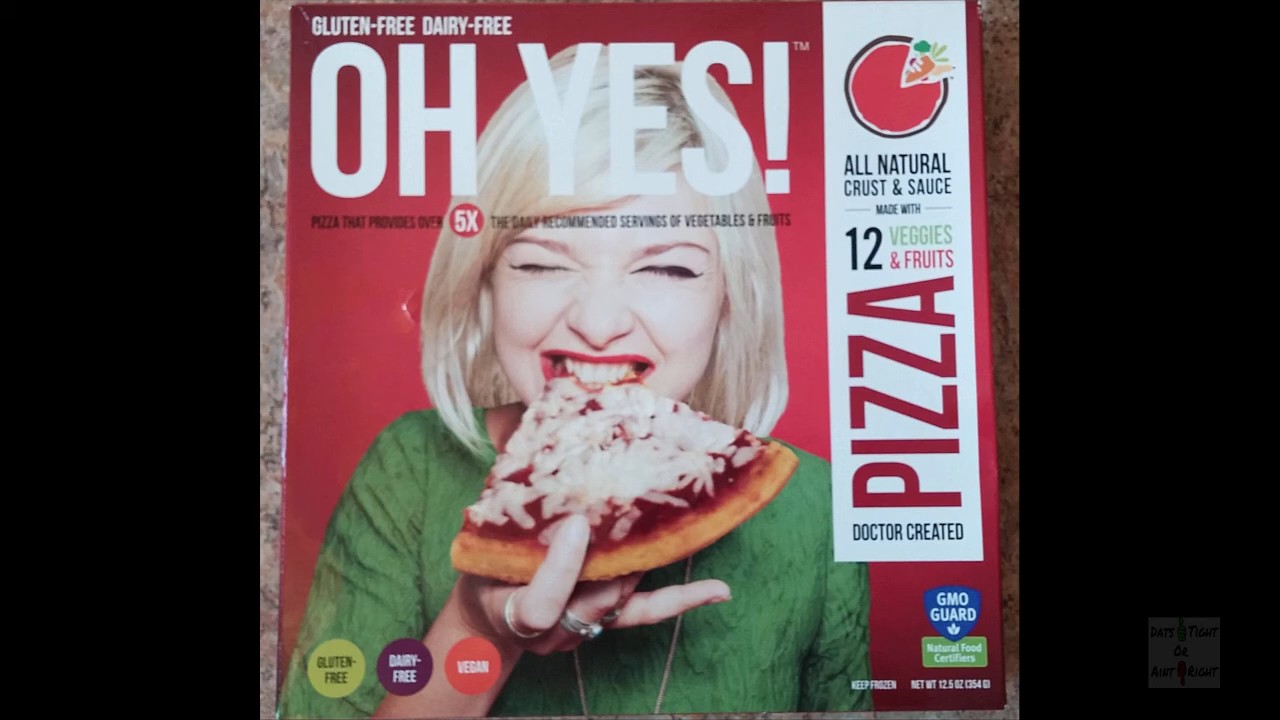 GLUTEN-FREE DAIRY-FREE
OH YES!™
PIZZA THAT PROVIDES OVER 5X THE DAILY RECOMMENDED SERVINGS OF VEGETABLES & FRUITS
ALL NATURAL
CRUST & SAUCE
MADE WITH
12 VEGGIES
& FRUITS
PIZZA
DOCTOR CREATED
GMO
GUARD
Natural Food
Certifiers
GLUTEN-
FREE
DAIRY-
FREE
VEGAN
KEEP FROZEN NET WT 12.5 OZ (354 G)
DATS TIGHT
OR
AINT RIGHT